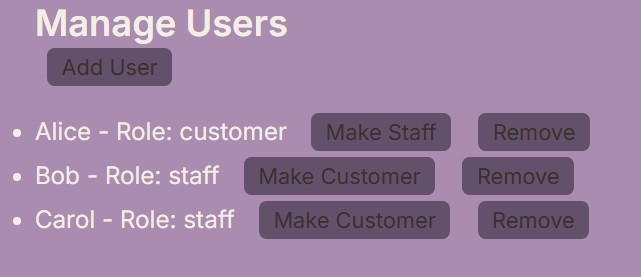 Manage Users
Add User
Alice - Role: customer Make Staff Remove
Bob - Role: staff Make Customer Remove
Carol - Role: staff Make Customer Remove